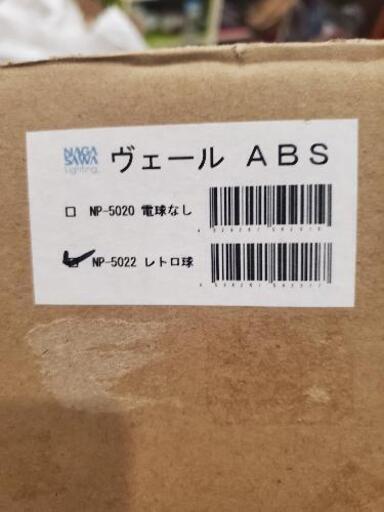 NAGA
SAWA
Lighting.
ヴェール ABS
□ NP-5020 電球なし
□ NP-5022 レトロ球